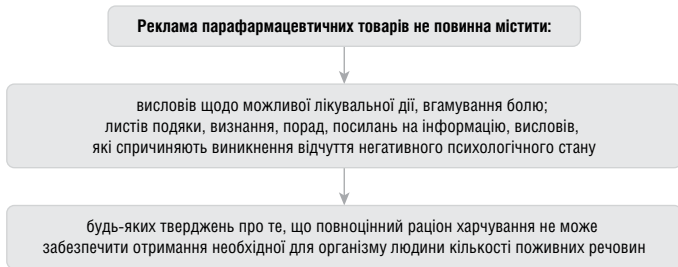 Реклама парафармацевтичних товарів не повинна містити:
висловів щодо можливої лікувальної дії, вгамування болю;
листів подяки, визнання, порад, посилань на інформацію, висловів,
які спричиняють виникнення відчуття негативного психологічного стану
будь-яких тверджень про те, що повноцінний раціон харчування не може
забезпечити отримання необхідної для організму людини кількості поживних речовин